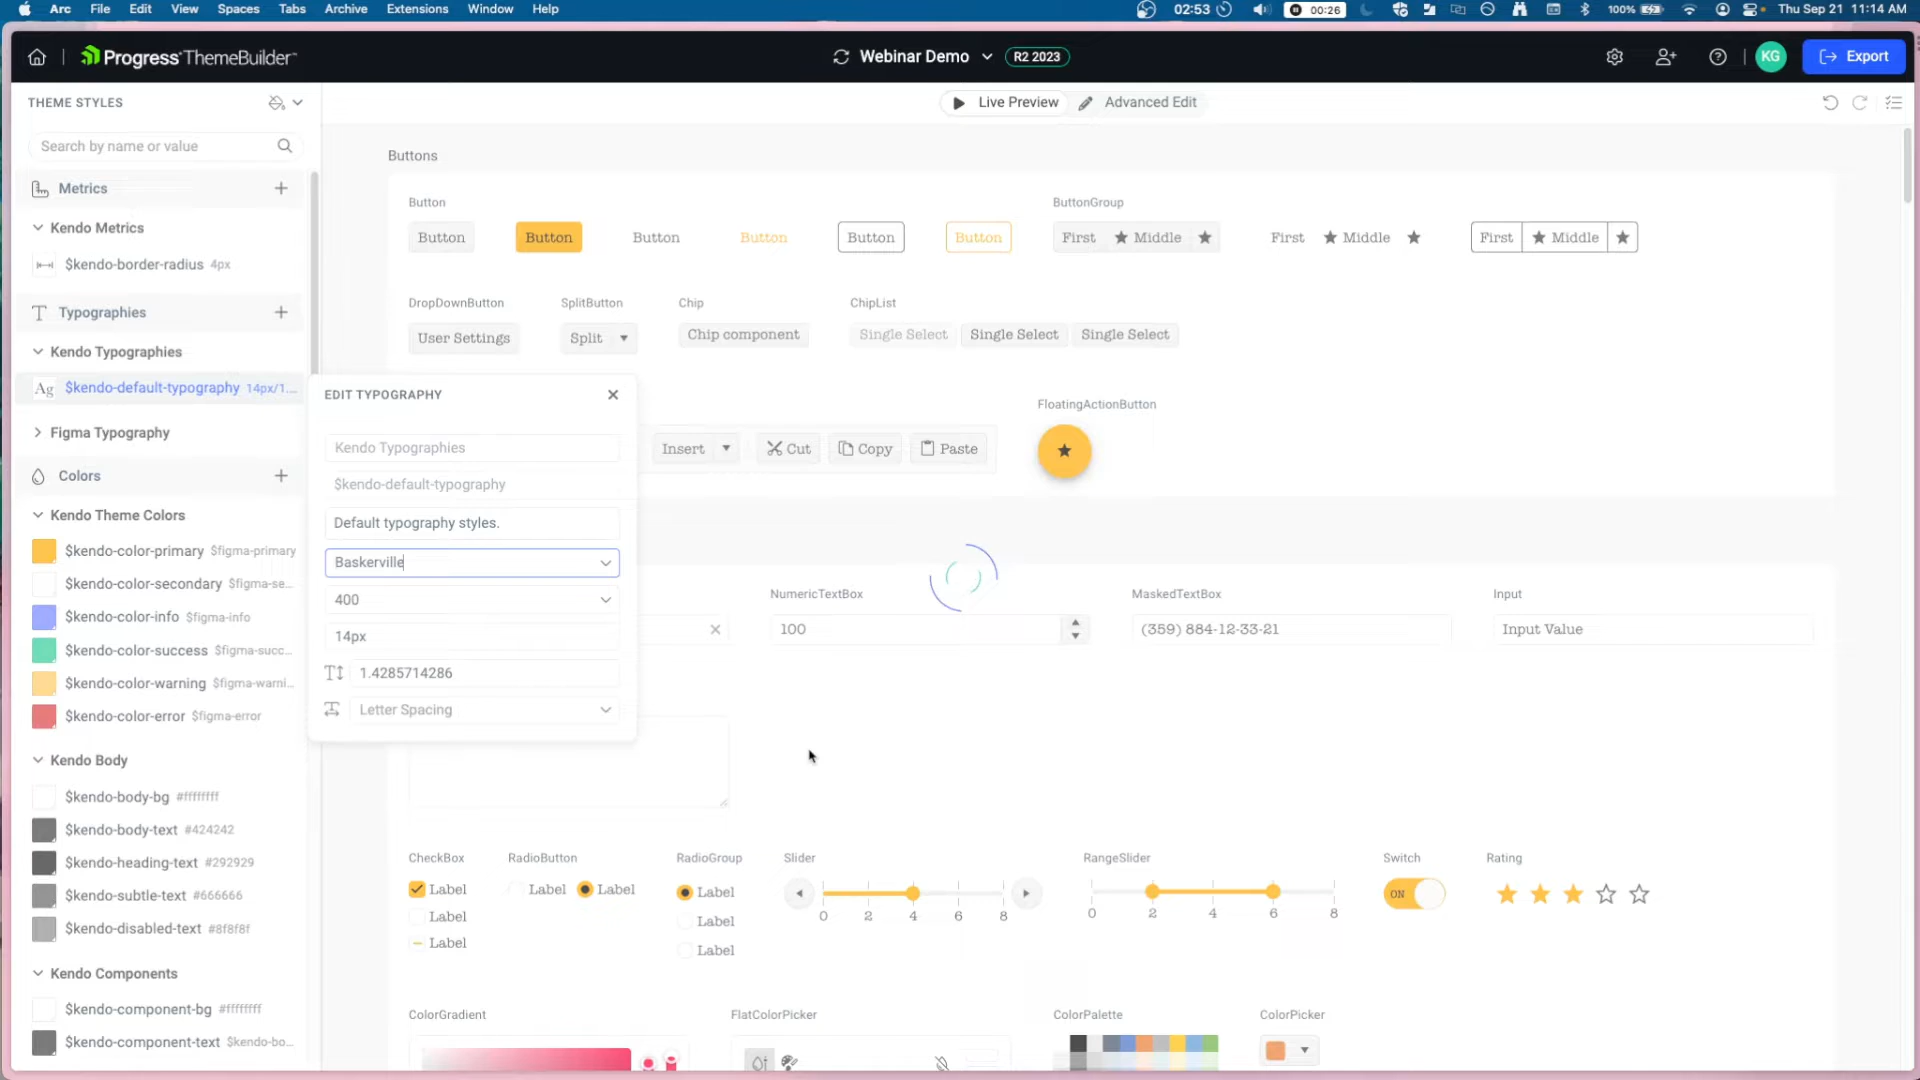 Arc File Edit View Spaces Tabs Archive Extensions Window Help
02:53 00:26 100% Thu Sep 21 11:14 AM
Progress ThemeBuilder
Webinar Demo R2 2023
KG Export
THEME STYLES
Live Preview Advanced Edit
Search by name or value
Metrics
Kendo Metrics
$kendo-border-radius 4px
Typographies
Kendo Typographies
Ag $kendo-default-typography 14px/1....
Figma Typography
Colors
Kendo Theme Colors
$kendo-color-primary $figma-primary
$kendo-color-secondary $figma-se...
$kendo-color-info $figma-info
$kendo-color-success $figma-succ...
$kendo-color-warning $figma-warni...
$kendo-color-error $figma-error
Kendo Body
$kendo-body-bg #ffffffff
$kendo-body-text #424242
$kendo-heading-text #292929
$kendo-subtle-text #666666
$kendo-disabled-text #8f8f8f
Kendo Components
$kendo-component-bg #ffffffff
$kendo-component-text $kendo-bo...
EDIT TYPOGRAPHY
Kendo Typographies
$kendo-default-typography
Default typography styles.
Baskerville
400
14px
1.4285714286
Letter Spacing
Buttons
Button ButtonGroup
Button Button Button Button Button Button First Middle First Middle First Middle
DropDownButton SplitButton Chip ChipList
User Settings Split Chip component Single Select Single Select Single Select
FloatingActionButton
Insert Cut Copy Paste
NumericTextBox MaskedTextBox Input
100 (359) 884-12-33-21 Input Value
CheckBox RadioButton RadioGroup Slider RangeSlider Switch Rating
Label Label Label Label ON
Label Label
Label Label
0 2 4 6 8 0 2 4 6 8
ColorGradient FlatColorPicker ColorPalette ColorPicker